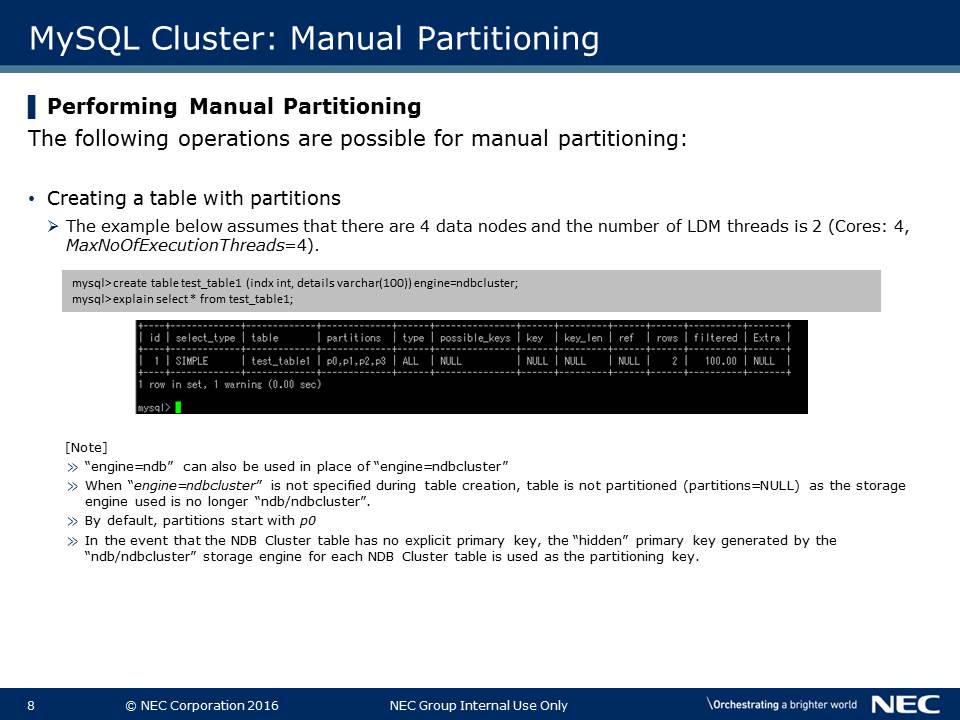 MySQL Cluster: Manual Partitioning
Performing Manual Partitioning
The following operations are possible for manual partitioning:
• Creating a table with partitions
➢ The example below assumes that there are 4 data nodes and the number of LDM threads is 2 (Cores: 4,
MaxNoOfExecutionThreads=4).
mysql>create table test_table1 (indx int, details varchar(100)) engine=ndbcluster;
mysql>explain select * from test_table1;
+----+-------------+-------------+-------------+------+---------------+------+---------+------+------+----------+-------+
| id | select_type | table       | partitions  | type | possible_keys | key  | key_len | ref  | rows | filtered | Extra |
+----+-------------+-------------+-------------+------+---------------+------+---------+------+------+----------+-------+
|  1 | SIMPLE      | test_table1 | p0,p1,p2,p3 | ALL  | NULL          | NULL | NULL    | NULL |    2 |   100.00 | NULL  |
+----+-------------+-------------+-------------+------+---------------+------+---------+------+------+----------+-------+
1 row in set, 1 warning (0.00 sec)
mysql>
[Note]
» “engine=ndb” can also be used in place of “engine=ndbcluster”
» When “engine=ndbcluster” is not specified during table creation, table is not partitioned (partitions=NULL) as the storage
engine used is no longer “ndb/ndbcluster”.
» By default, partitions start with p0
» In the event that the NDB Cluster table has no explicit primary key, the “hidden” primary key generated by the
“ndb/ndbcluster” storage engine for each NDB Cluster table is used as the partitioning key.
8 © NEC Corporation 2016 NEC Group Internal Use Only \Orchestrating a brighter world NEC